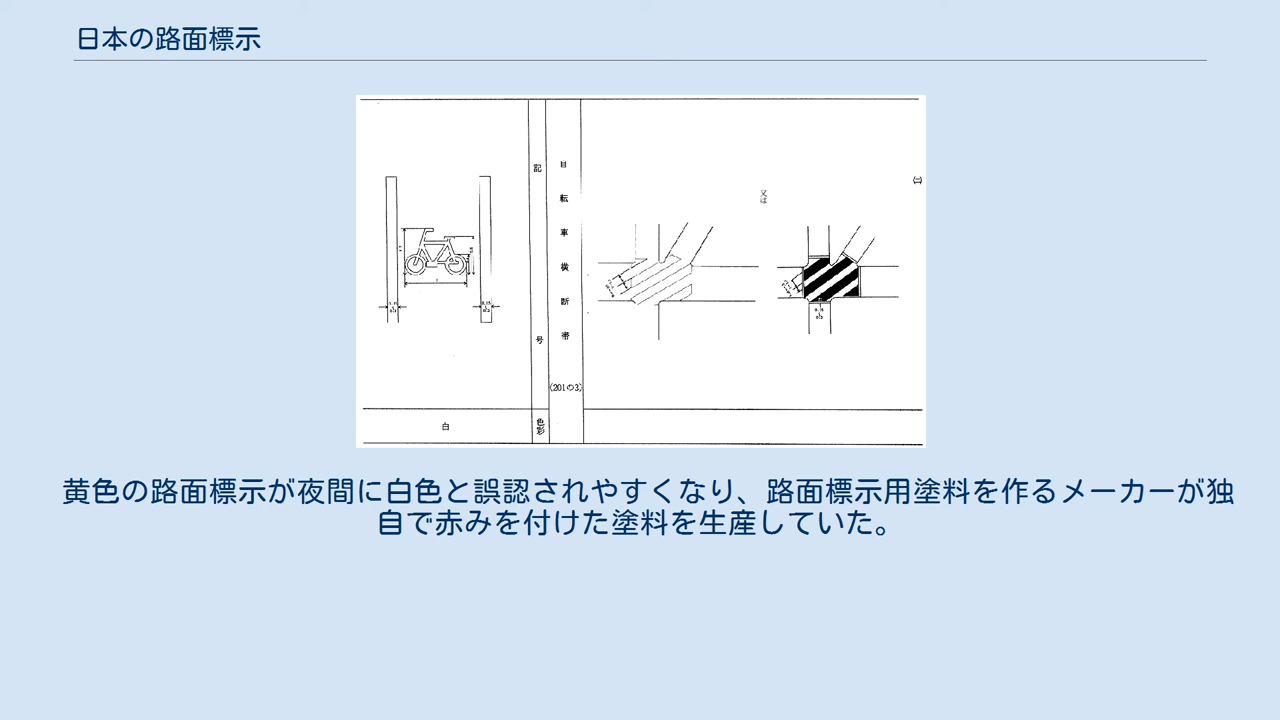 日本の路面標示
記号
自転車横断帯
(201の3)
又は
(二)
色彩
白
黄色の路面標示が夜間に白色と誤認されやすくなり、路面標示用塗料を作るメーカーが独
自で赤みを付けた塗料を生産していた。